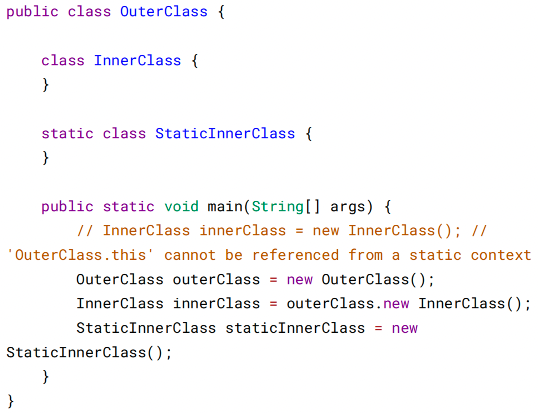 public class OuterClass {
class InnerClass {
}
static class StaticInnerClass {
}
public static void main(String[] args) {
// InnerClass innerClass = new InnerClass(); //
'OuterClass.this' cannot be referenced from a static context
OuterClass outerClass = new OuterClass();
InnerClass innerClass = outerClass.new InnerClass();
StaticInnerClass staticInnerClass = new
StaticInnerClass();
}
}